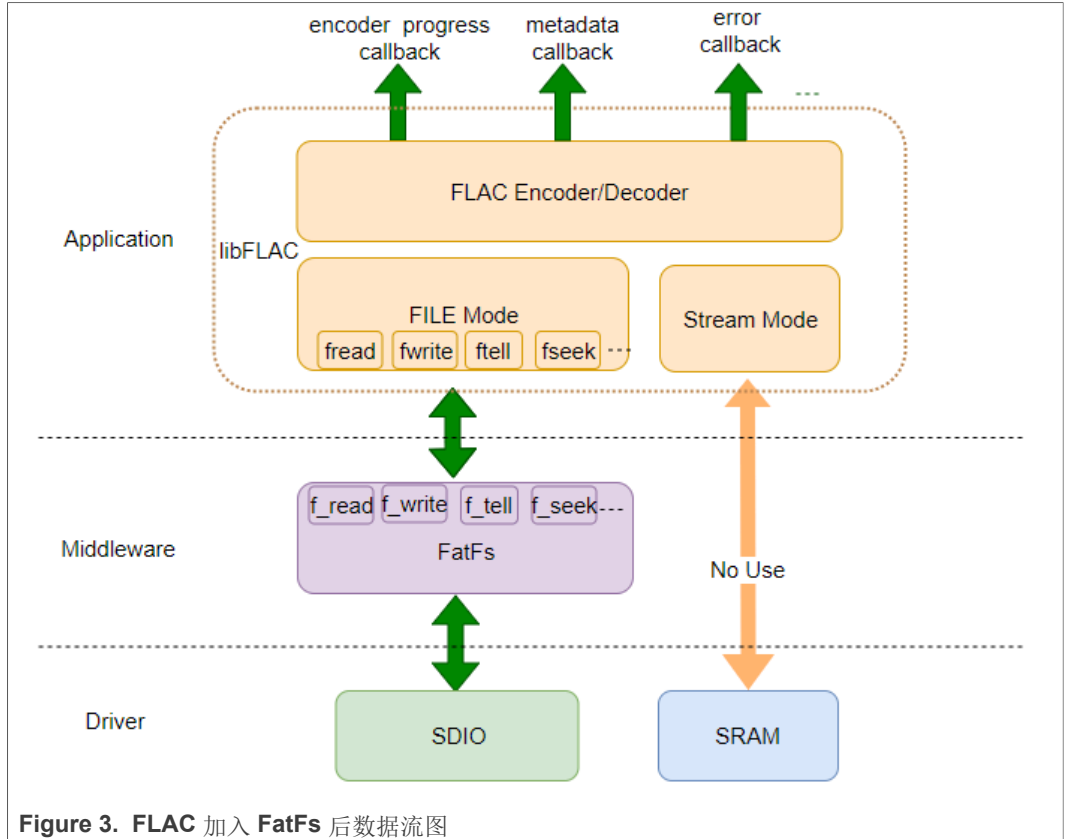 encoder progress
callback
metadata
callback
error
callback
...
FLAC Encoder/Decoder
Application
libFLAC
FILE Mode
fread fwrite ftell fseek ....
Stream Mode
f_read f_write f_tell f_seek ---
Middleware
FatFs
No Use
Driver
SDIO
SRAM
Figure 3. FLAC 加入 FatFs 后数据流图